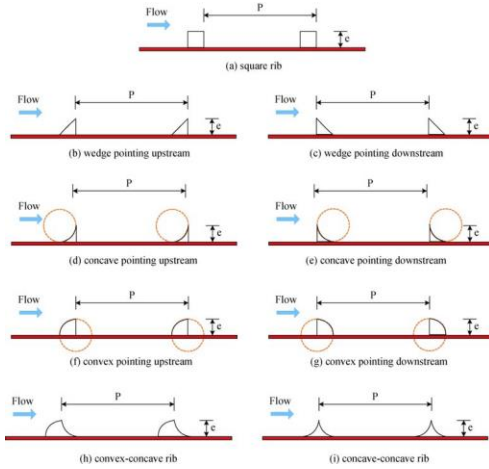 Flow
P
e
(a) square rib
Flow
P
e
(b) wedge pointing upstream
Flow
P
e
(c) wedge pointing downstream
Flow
P
e
(d) concave pointing upstream
Flow
P
e
(e) concave pointing downstream
Flow
P
e
(f) convex pointing upstream
Flow
P
e
(g) convex pointing downstream
Flow
P
e
(h) convex-concave rib
Flow
P
e
(i) concave-concave rib